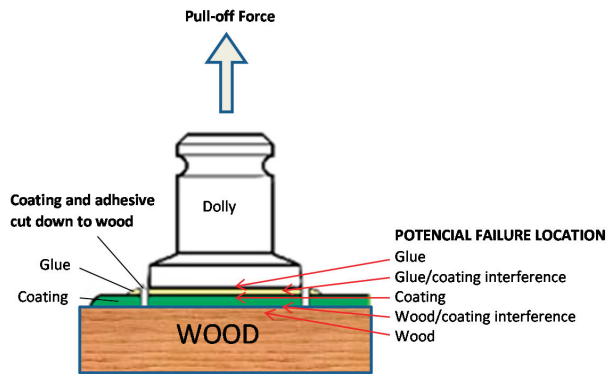 Pull-off Force
Coating and adhesive
cut down to wood
Dolly
Glue
Coating
POTENCIAL FAILURE LOCATION
Glue
Glue/coating interference
Coating
Wood/coating interference
Wood
WOOD